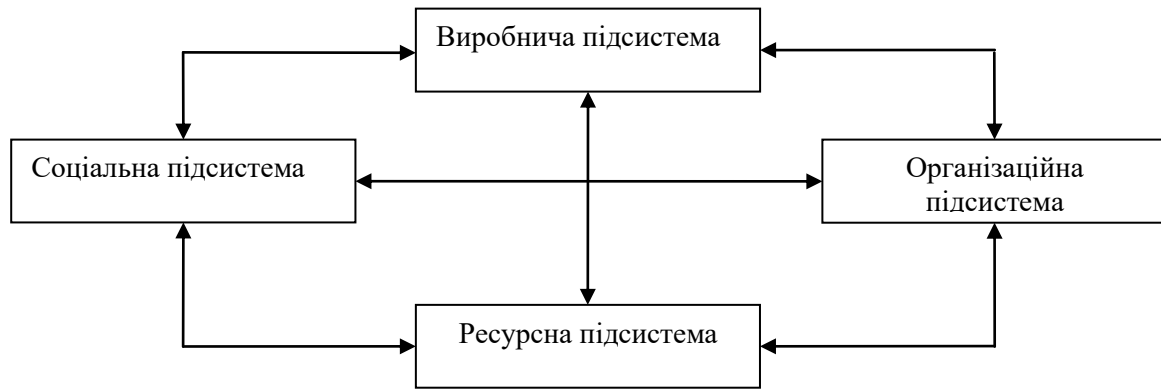 Виробнича підсистема
Соціальна підсистема
Організаційна
підсистема
Ресурсна підсистема